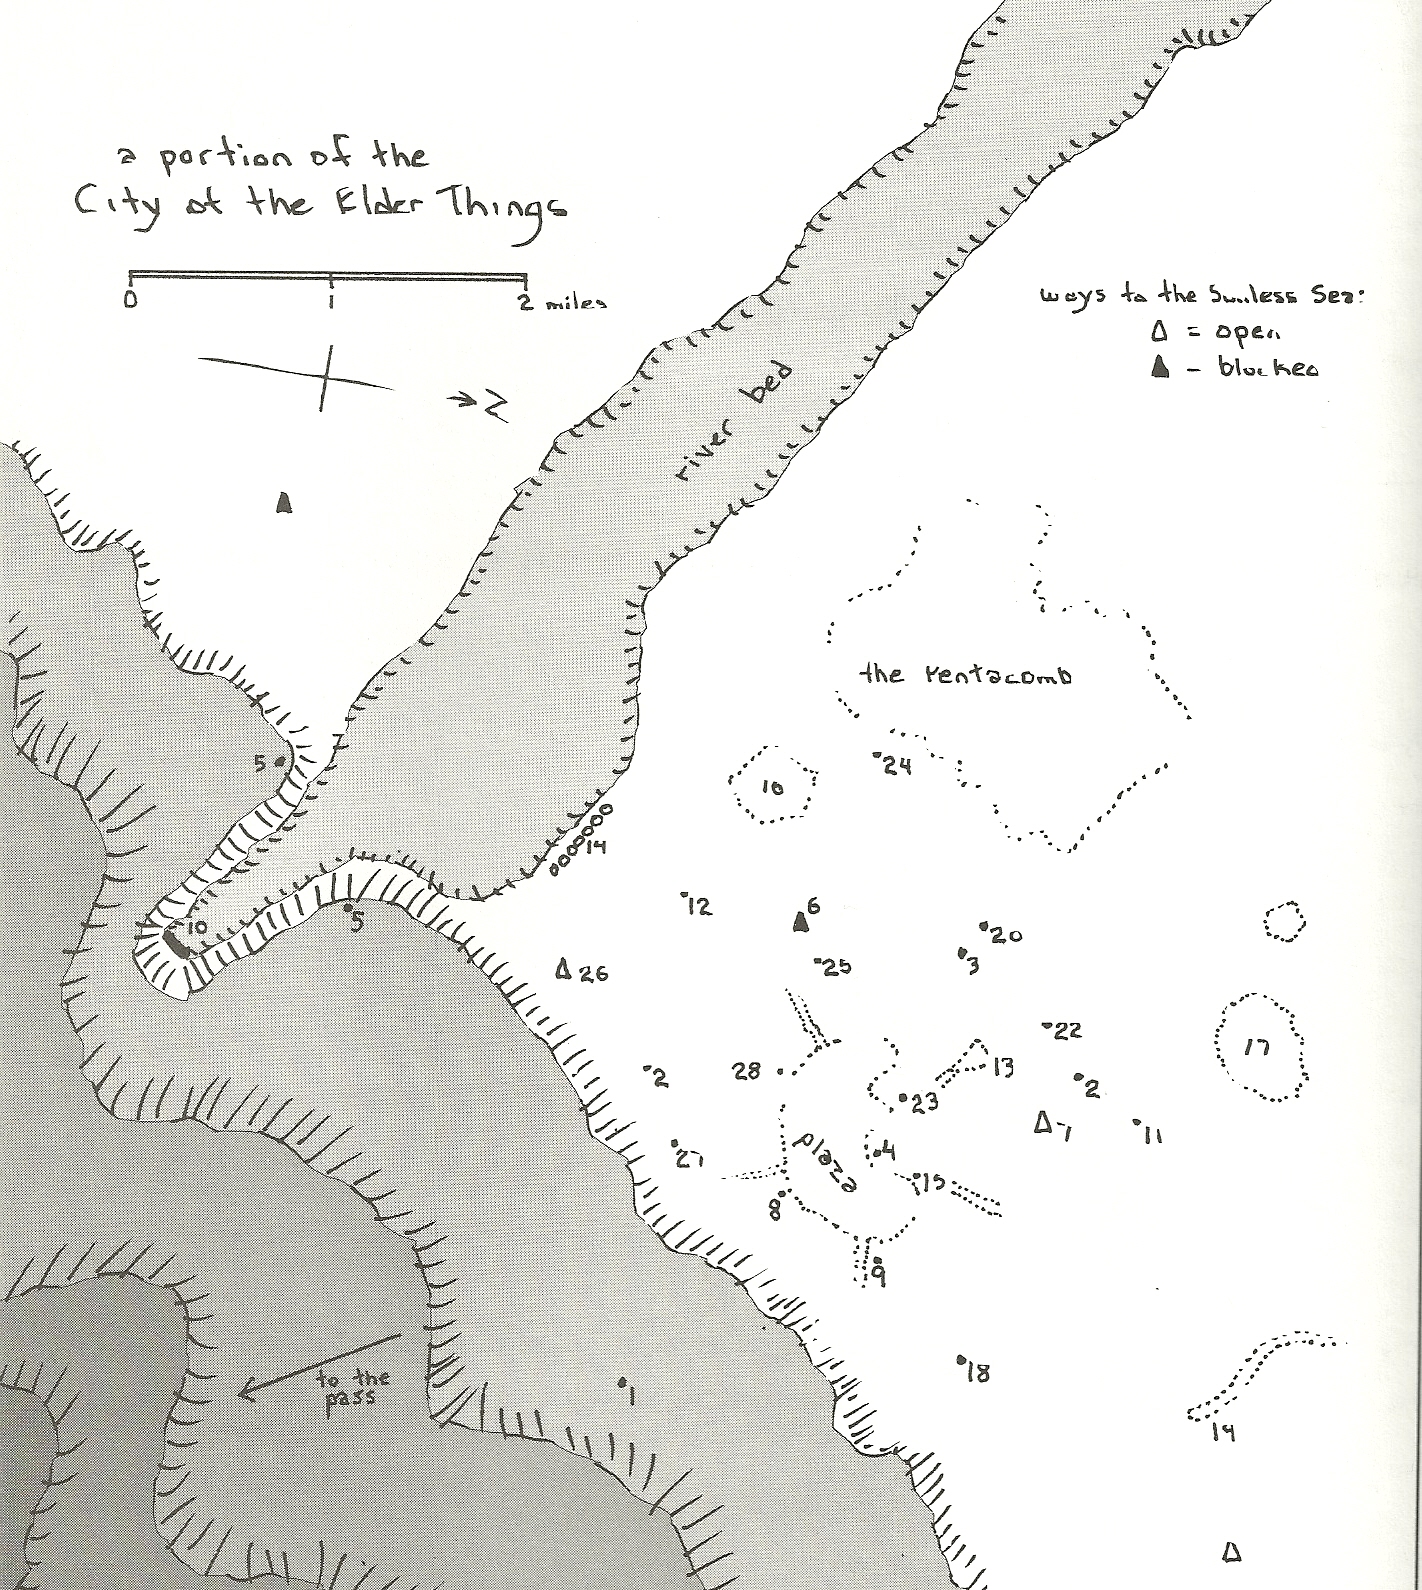 a portion of the
City of the Elder Things
0 1 2 miles
→ N
ways to the Sunless Sea:
△ = open
▲ - blocked
river bed
the Pentacomb
5
24
16
14
12
6
10
5
20
3
25
26
22
17
28
13
2
2
23
7
11
4
27
plaza
15
8
9
18
to the
pass
1
19